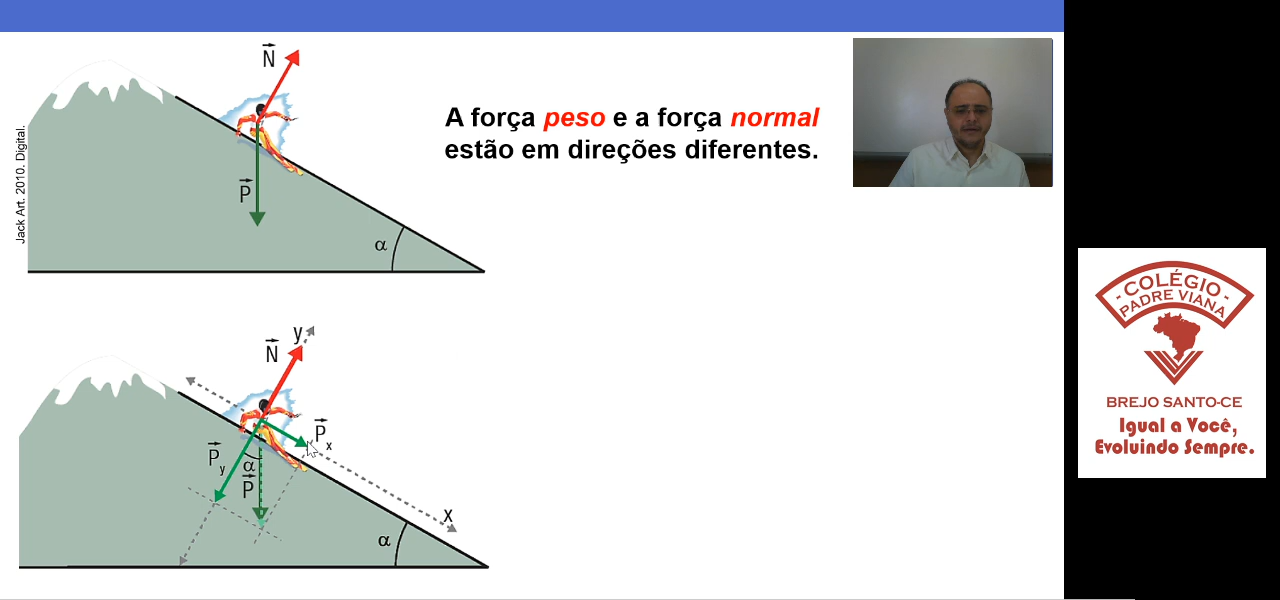 Jack Art. 2010. Digital.
N
P
α
A força peso e a força normal
estão em direções diferentes.
y
N
P x
P y
α
P
x
α
- COLÉGIO -
PADRE VIANA
BREJO SANTO-CE
Igual a Você,
Evoluindo Sempre.